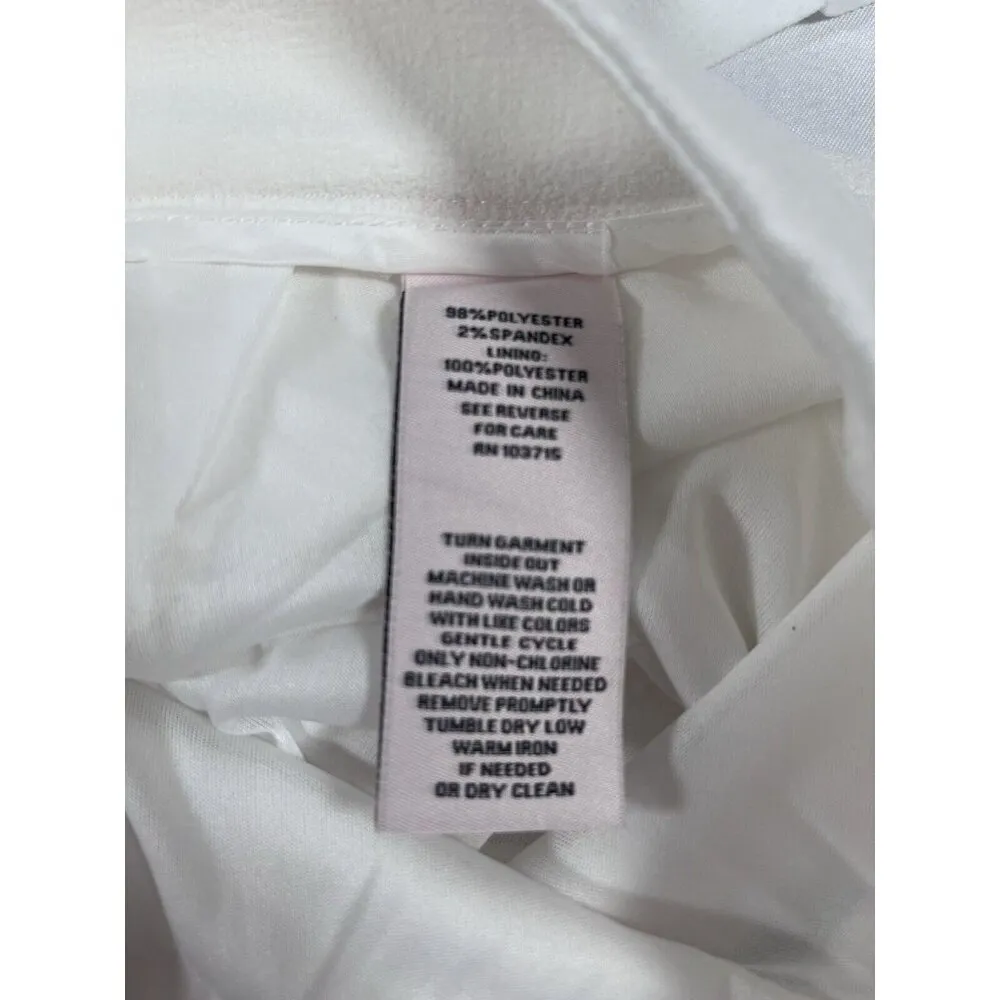 98%POLYESTER
2%SPANDEX
LINING:
100%POLYESTER
MADE IN CHINA
SEE REVERSE
FOR CARE
RN 103715
TURN GARMENT
INSIDE OUT
MACHINE WASH OR
HAND WASH COLD
WITH LIKE COLORS
GENTLE CYCLE
ONLY NON-CHLORINE
BLEACH WHEN NEEDED
REMOVE PROMPTLY
TUMBLE DRY LOW
WARM IRON
IF NEEDED
OR DRY CLEAN